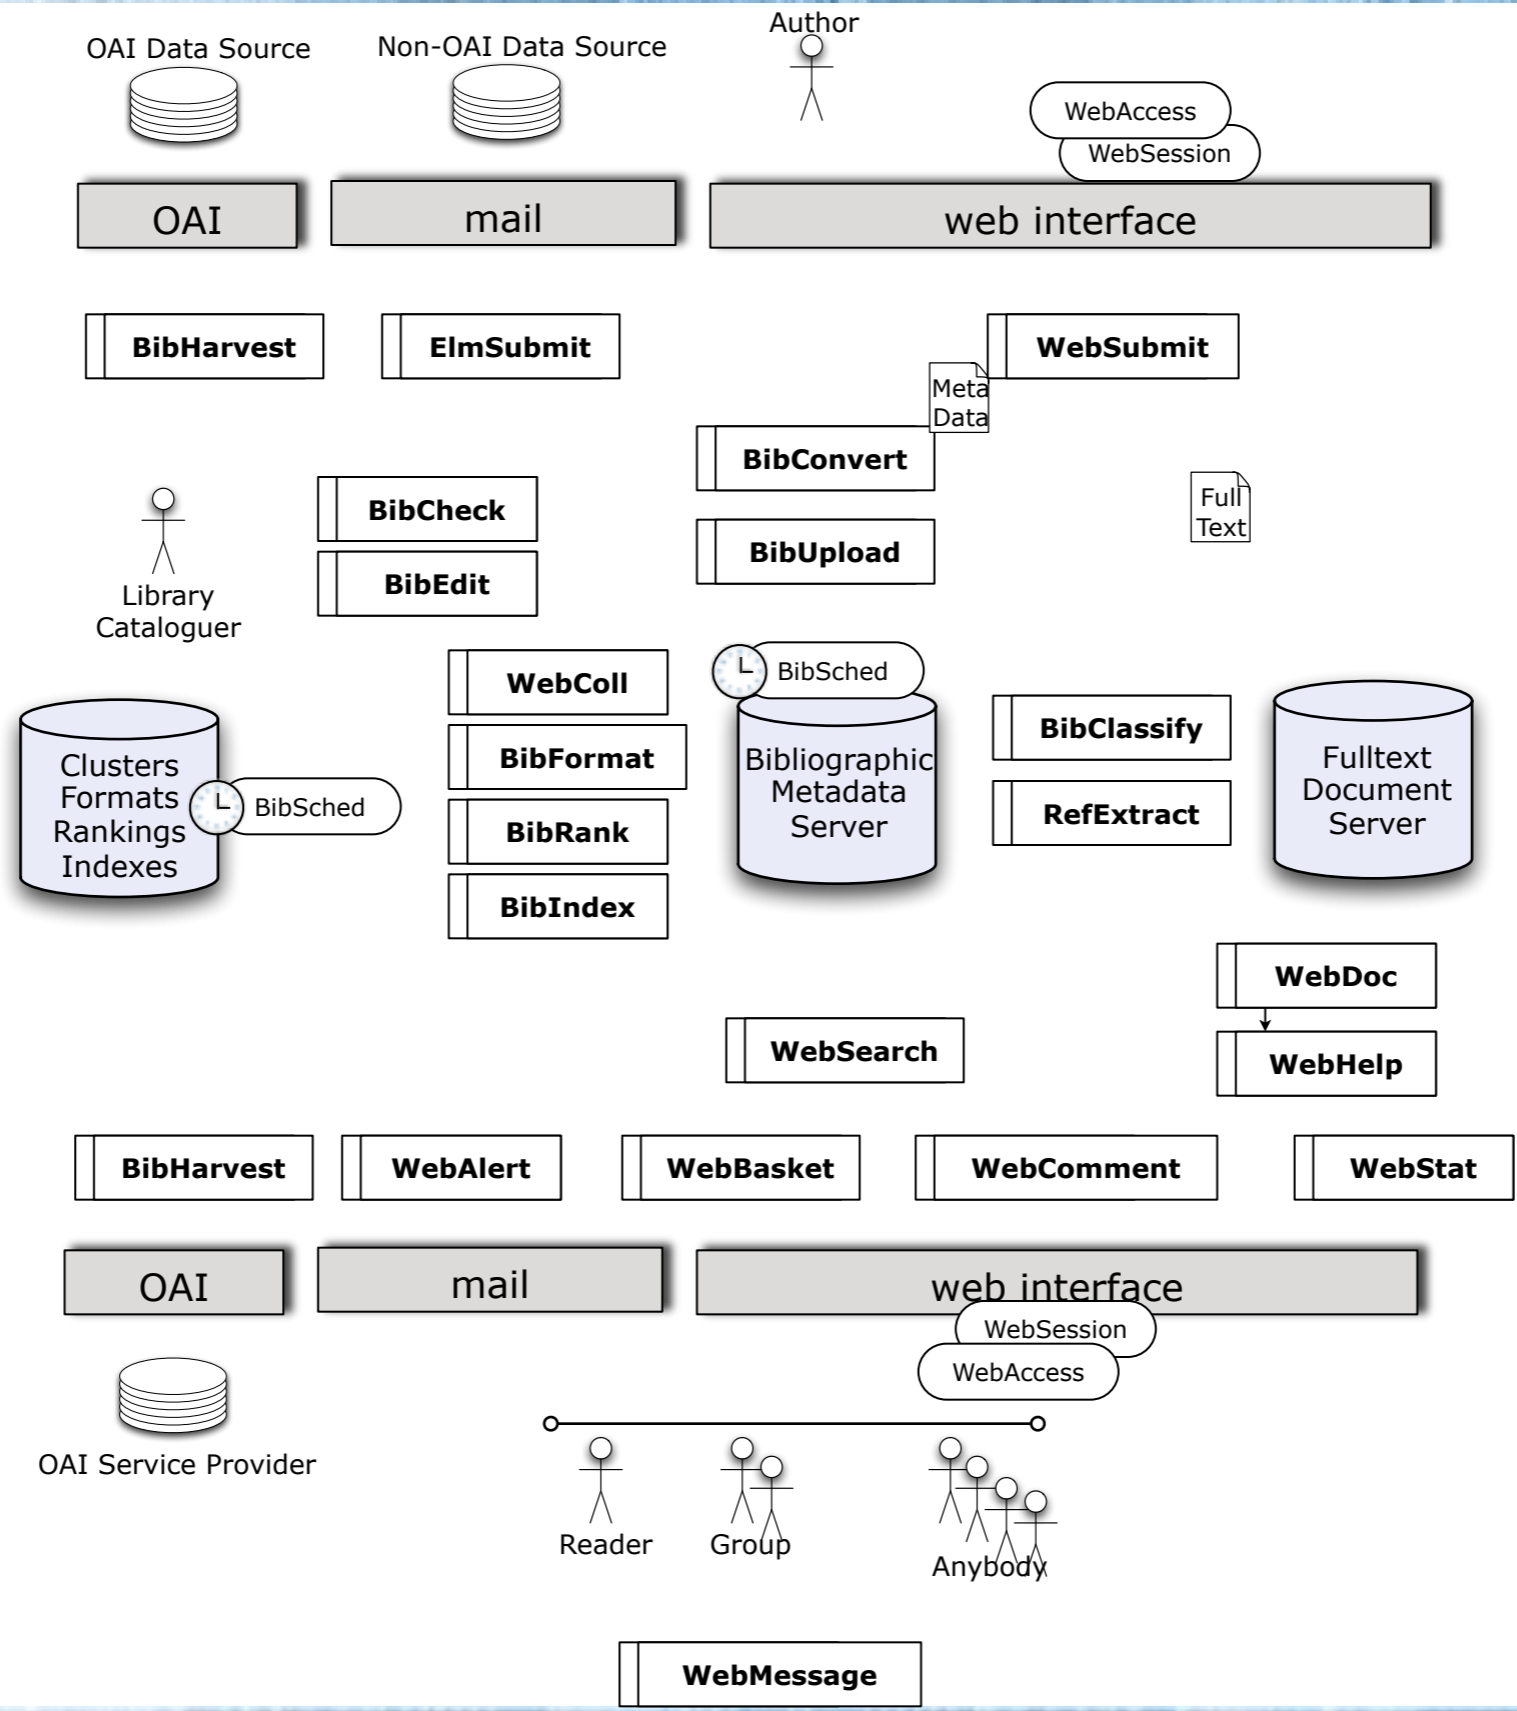 Author
OAI Data Source
Non-OAI Data Source
WebAccess
WebSession
OAI
mail
web interface
BibHarvest
ElmSubmit
WebSubmit
Meta
Data
BibConvert
BibCheck
Full
Text
BibUpload
BibEdit
Library
Cataloguer
WebColl
BibSched
BibClassify
BibFormat
Bibliographic
Metadata
Server
Fulltext
Document
Server
Clusters
Formats
Rankings
Indexes
BibSched
RefExtract
BibRank
BibIndex
WebDoc
WebSearch
WebHelp
BibHarvest
WebAlert
WebBasket
WebComment
WebStat
OAI
mail
web interface
WebSession
WebAccess
OAI Service Provider
Reader
Group
Anybody
WebMessage